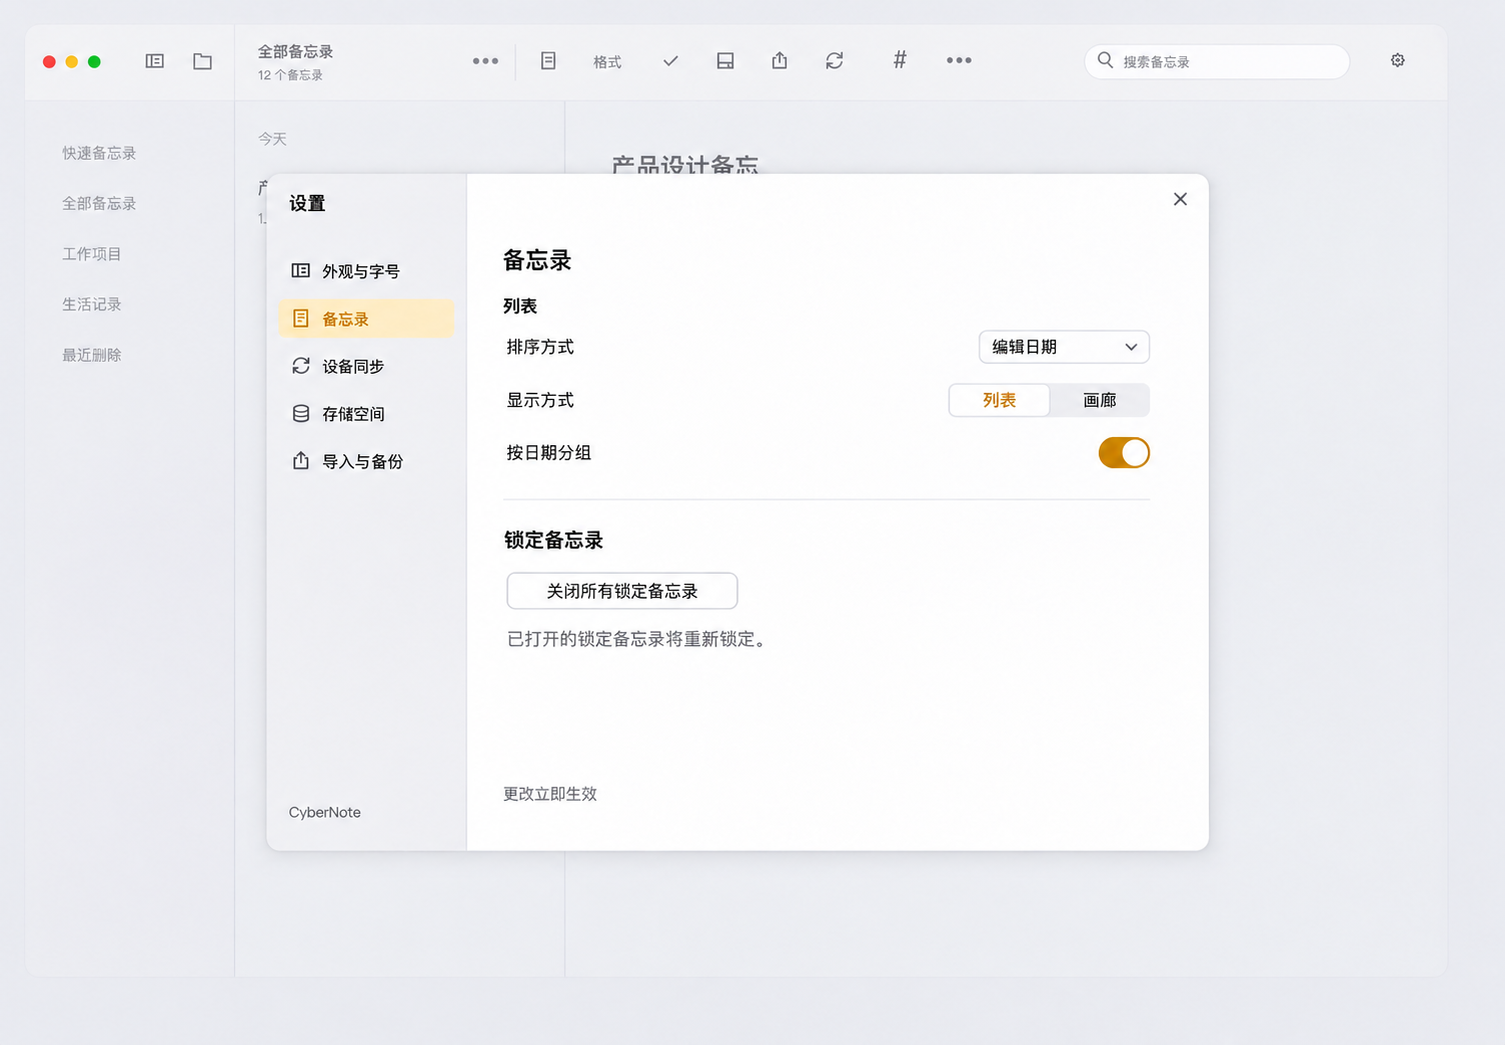 全部备忘录
12 个备忘录
格式
搜索备忘录
快速备忘录
全部备忘录
工作项目
生活记录
最近删除
今天
产品设计备忘
设置
外观与字号
备忘录
设备同步
存储空间
导入与备份
CyberNote
备忘录
列表
排序方式
编辑日期
显示方式
列表
画廊
按日期分组
锁定备忘录
关闭所有锁定备忘录
已打开的锁定备忘录将重新锁定。
更改立即生效